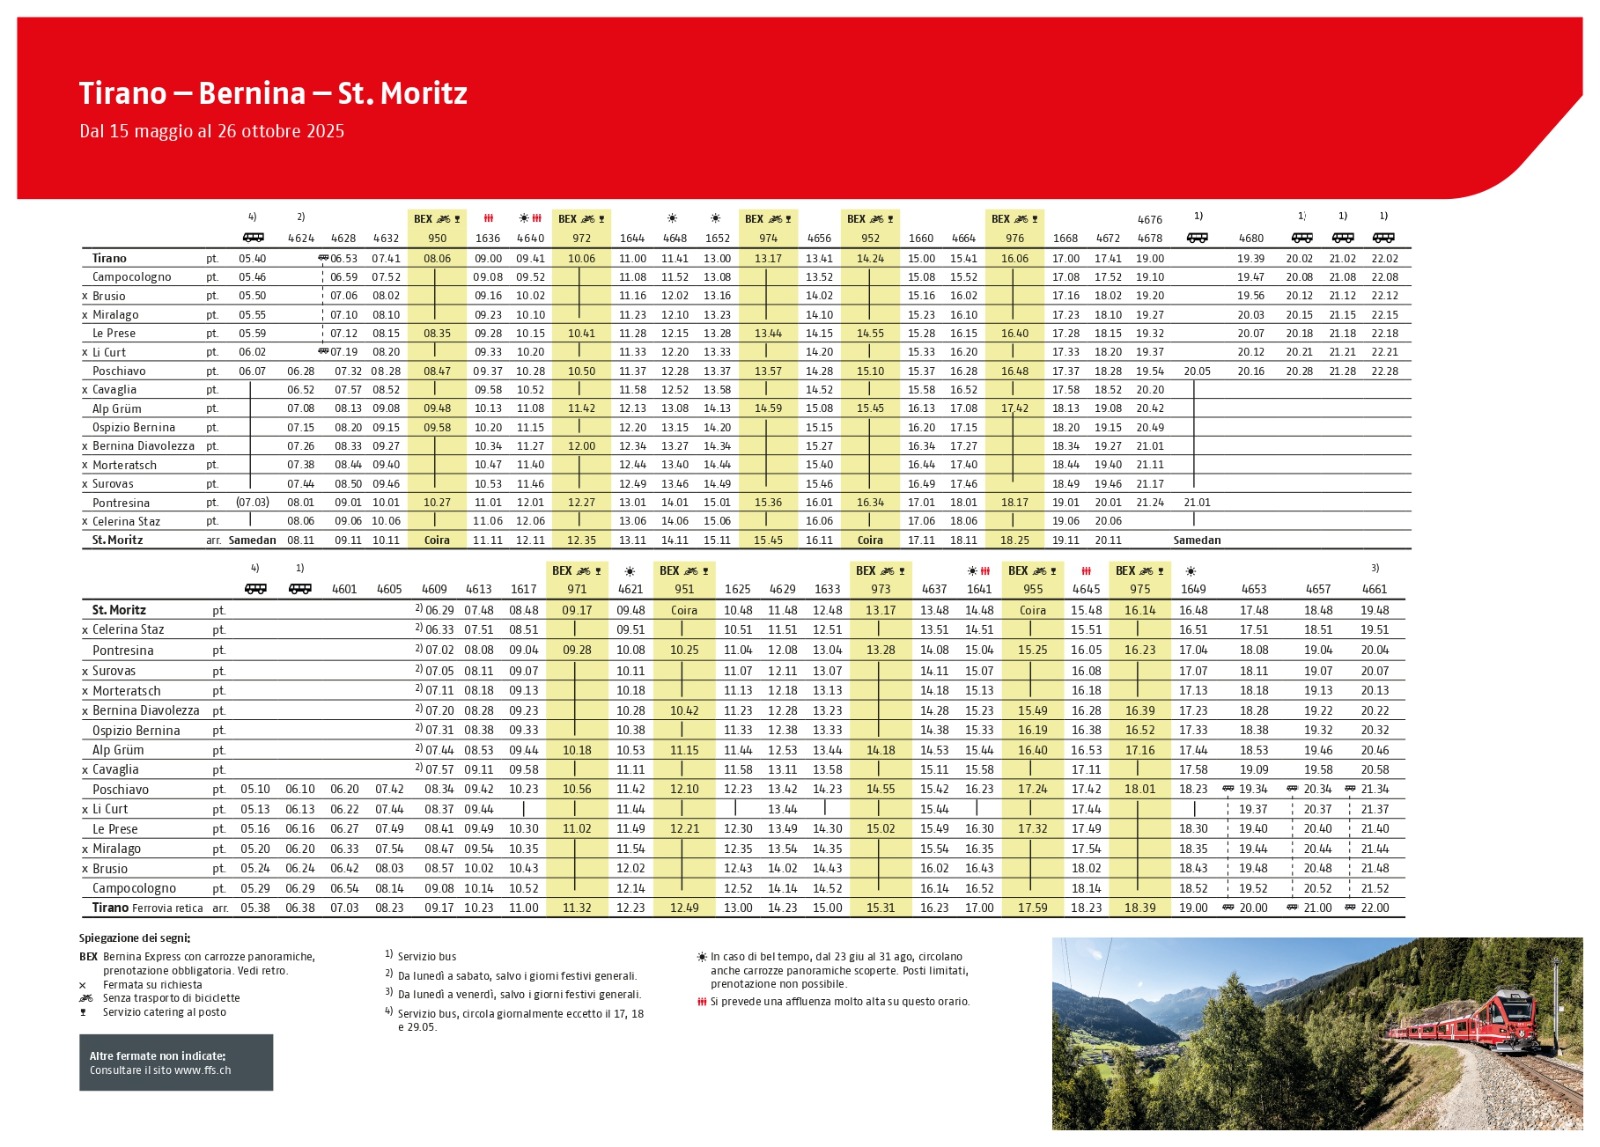 Tirano – Bernina – St. Moritz
Dal 15 maggio al 26 ottobre 2025
4) 2) BEX BEX BEX BEX BEX 4676 1) 1) 1) 1)
4624 4628 4632 950 1636 4640 972 1644 4648 1652 974 4656 952 1660 4664 976 1668 4672 4678 4680
Tirano pt. 05.40 06.53 07.41 08.06 09.00 09.41 10.06 11.00 11.41 13.00 13.17 13.41 14.24 15.00 15.41 16.06 17.00 17.41 19.00 19.39 20.02 21.02 22.02
Campocologno pt. 05.46 06.59 07.52 09.08 09.52 11.08 11.52 13.08 13.52 15.08 15.52 17.08 17.52 19.10 19.47 20.08 21.08 22.08
x Brusio pt. 05.50 07.06 08.02 09.16 10.02 11.16 12.02 13.16 14.02 15.16 16.02 17.16 18.02 19.20 19.56 20.12 21.12 22.12
x Miralago pt. 05.55 07.10 08.10 09.23 10.10 11.23 12.10 13.23 14.10 15.23 16.10 17.23 18.10 19.27 20.03 20.15 21.15 22.15
Le Prese pt. 05.59 07.12 08.15 08.35 09.28 10.15 10.41 11.28 12.15 13.28 13.44 14.15 14.55 15.28 16.15 16.40 17.28 18.15 19.32 20.07 20.18 21.18 22.18
x Li Curt pt. 06.02 07.19 08.20 09.33 10.20 11.33 12.20 13.33 14.20 15.33 16.20 17.33 18.20 19.37 20.12 20.21 21.21 22.21
Poschiavo pt. 06.07 06.28 07.32 08.28 08.47 09.37 10.28 10.50 11.37 12.28 13.37 13.57 14.28 15.10 15.37 16.28 16.48 17.37 18.28 19.54 20.05 20.16 20.28 21.28 22.28
x Cavaglia pt. 06.52 07.57 08.52 09.58 10.52 11.58 12.52 13.58 14.52 15.58 16.52 17.58 18.52 20.20
Alp Grüm pt. 07.08 08.13 09.08 09.48 10.13 11.08 11.42 12.13 13.08 14.13 14.59 15.08 15.45 16.13 17.08 17.42 18.13 19.08 20.42
Ospizio Bernina pt. 07.15 08.20 09.15 09.58 10.20 11.15 12.20 13.15 14.20 15.15 16.20 17.15 18.20 19.15 20.49
x Bernina Diavolezza pt. 07.26 08.33 09.27 10.34 11.27 12.00 12.34 13.27 14.34 15.27 16.34 17.27 18.34 19.27 21.01
x Morteratsch pt. 07.38 08.44 09.40 10.47 11.40 12.44 13.40 14.44 15.40 16.44 17.40 18.44 19.40 21.11
x Surovas pt. 07.44 08.50 09.46 10.53 11.46 12.49 13.46 14.49 15.46 16.49 17.46 18.49 19.46 21.17
Pontresina pt. (07.03) 08.01 09.01 10.01 10.27 11.01 12.01 12.27 13.01 14.01 15.01 15.36 16.01 16.34 17.01 18.01 18.17 19.01 20.01 21.24 21.01
x Celerina Staz pt. 08.06 09.06 10.06 11.06 12.06 13.06 14.06 15.06 16.06 17.06 18.06 19.06 20.06
St. Moritz arr. Samedan 08.11 09.11 10.11 Coira 11.11 12.11 12.35 13.11 14.11 15.11 15.45 16.11 Coira 17.11 18.11 18.25 19.11 20.11 Samedan
4) 1) BEX BEX BEX BEX BEX 3)
4601 4605 4609 4613 1617 971 4621 951 1625 4629 1633 973 4637 1641 955 4645 975 1649 4653 4657 4661
St. Moritz pt. 2) 06.29 07.48 08.48 09.17 09.48 Coira 10.48 11.48 12.48 13.17 13.48 14.48 Coira 15.48 16.14 16.48 17.48 18.48 19.48
x Celerina Staz pt. 2) 06.33 07.51 08.51 09.51 10.51 11.51 12.51 13.51 14.51 15.51 16.51 17.51 18.51 19.51
Pontresina pt. 2) 07.02 08.08 09.04 09.28 10.08 10.25 11.04 12.08 13.04 13.28 14.08 15.04 15.25 16.05 16.23 17.04 18.08 19.04 20.04
x Surovas pt. 2) 07.05 08.11 09.07 10.11 11.07 12.11 13.07 14.11 15.07 16.08 17.07 18.11 19.07 20.07
x Morteratsch pt. 2) 07.11 08.18 09.13 10.18 11.13 12.18 13.13 14.18 15.13 16.18 17.13 18.18 19.13 20.13
x Bernina Diavolezza pt. 2) 07.20 08.28 09.23 10.28 10.42 11.23 12.28 13.23 14.28 15.23 15.49 16.28 16.39 17.23 18.28 19.22 20.22
Ospizio Bernina pt. 2) 07.31 08.38 09.33 10.38 11.33 12.38 13.33 14.38 15.33 16.19 16.38 16.52 17.33 18.38 19.32 20.32
Alp Grüm pt. 2) 07.44 08.53 09.44 10.18 10.53 11.15 11.44 12.53 13.44 14.18 14.53 15.44 16.40 16.53 17.16 17.44 18.53 19.46 20.46
x Cavaglia pt. 2) 07.57 09.11 09.58 11.11 11.58 13.11 13.58 15.11 15.58 17.11 17.58 19.09 19.58 20.58
Poschiavo pt. 05.10 06.10 06.20 07.42 08.34 09.42 10.23 10.56 11.42 12.10 12.23 13.42 14.23 14.55 15.42 16.23 17.24 17.42 18.01 18.23 19.34 20.34 21.34
x Li Curt pt. 05.13 06.13 06.22 07.44 08.37 09.44 11.44 13.44 15.44 17.44 19.37 20.37 21.37
Le Prese pt. 05.16 06.16 06.27 07.49 08.41 09.49 10.30 11.02 11.49 12.21 12.30 13.49 14.30 15.02 15.49 16.30 17.32 17.49 18.30 19.40 20.40 21.40
x Miralago pt. 05.20 06.20 06.33 07.54 08.47 09.54 10.35 11.54 12.35 13.54 14.35 15.54 16.35 17.54 18.35 19.44 20.44 21.44
x Brusio pt. 05.24 06.24 06.42 08.03 08.57 10.02 10.43 12.02 12.43 14.02 14.43 16.02 16.43 18.02 18.43 19.48 20.48 21.48
Campocologno pt. 05.29 06.29 06.54 08.14 09.08 10.14 10.52 12.14 12.52 14.14 14.52 16.14 16.52 18.14 18.52 19.52 20.52 21.52
Tirano Ferrovia retica arr. 05.38 06.38 07.03 08.23 09.17 10.23 11.00 11.32 12.23 12.49 13.00 14.23 15.00 15.31 16.23 17.00 17.59 18.23 18.39 19.00 20.00 21.00 22.00
Spiegazione dei segni:
BEX Bernina Express con carrozze panoramiche,
prenotazione obbligatoria. Vedi retro.
x Fermata su richiesta
Senza trasporto di biciclette
Servizio catering al posto
1) Servizio bus
2) Da lunedì a sabato, salvo i giorni festivi generali.
3) Da lunedì a venerdì, salvo i giorni festivi generali.
4) Servizio bus, circola giornalmente eccetto il 17, 18
e 29.05.
In caso di bel tempo, dal 23 giu al 31 ago, circolano
anche carrozze panoramiche scoperte. Posti limitati,
prenotazione non possibile.
Si prevede una affluenza molto alta su questo orario.
Altre fermate non indicate:
Consultare il sito www.ffs.ch